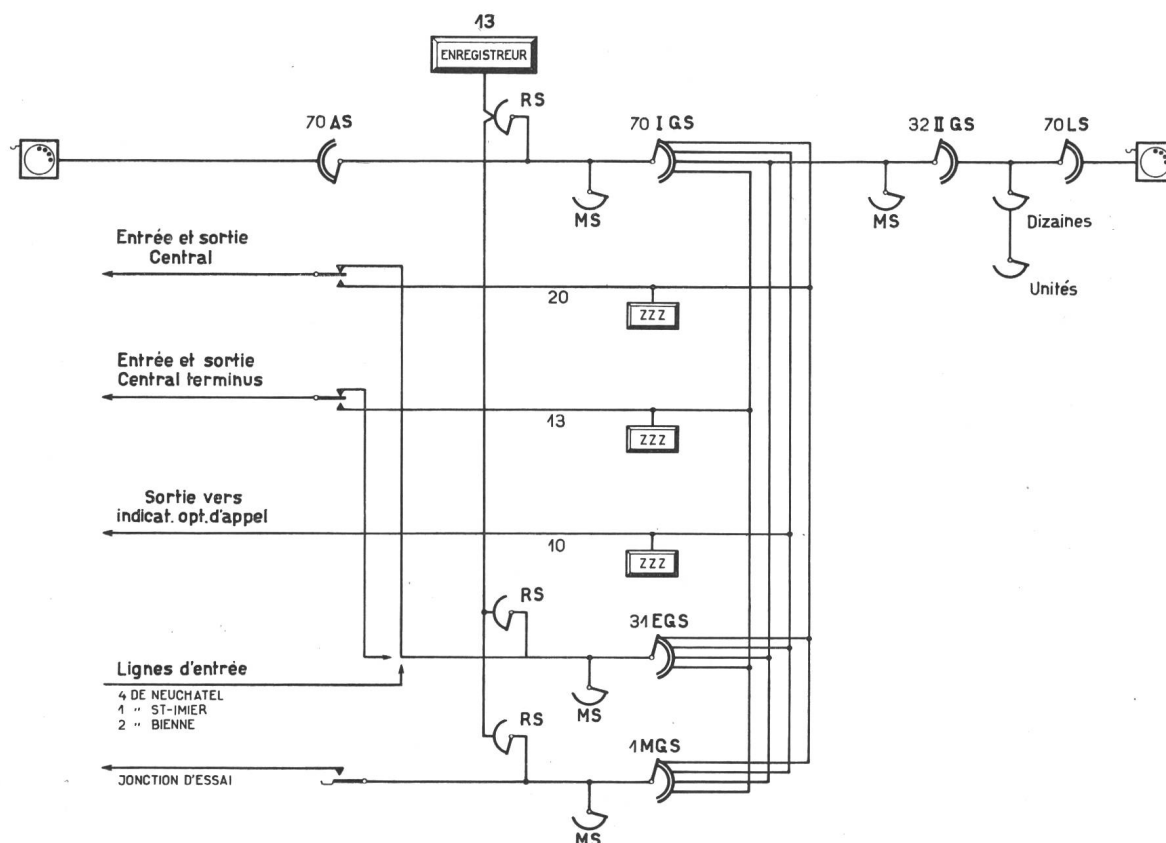 13
ENREGISTREUR
RS
70 AS
70 I GS
32 II GS
70 LS
MS
MS
Dizaines
Unités
Entrée et sortie
Central
20
ZZZ
Entrée et sortie
Central terminus
13
ZZZ
Sortie vers
indicat. opt. d'appel
10
ZZZ
RS
31 EGS
Lignes d'entrée
4 DE NEUCHATEL
1 " ST-IMIER
2 " BIENNE
MS
RS
1 MGS
JONCTION D'ESSAI
MS